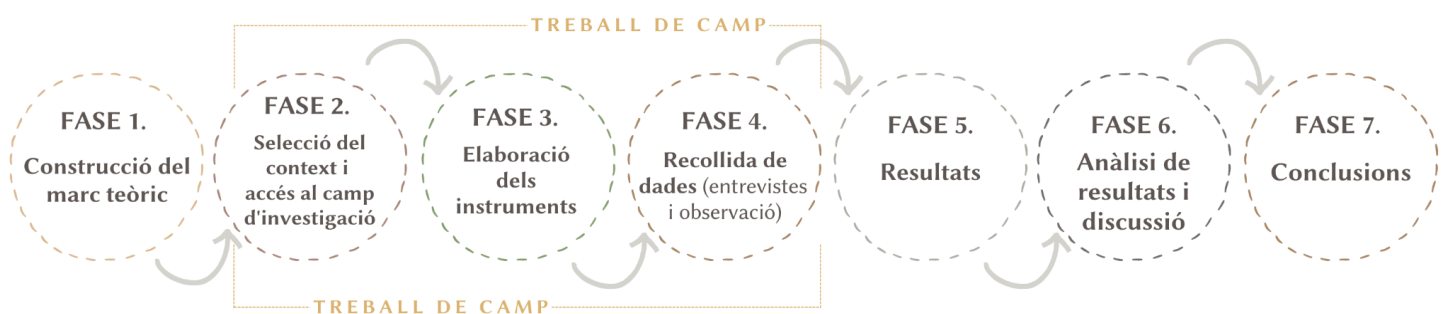 TREBALL DE CAMP
FASE 1.
Construcció del
marc teòric
FASE 2.
Selecció del
context i
accés al camp
d'investigació
FASE 3.
Elaboració
dels
instruments
FASE 4.
Recollida de
dades (entrevistes
i observació)
FASE 5.
Resultats
FASE 6.
Anàlisi de
resultats i
discussió
FASE 7.
Conclusions
TREBALL DE CAMP